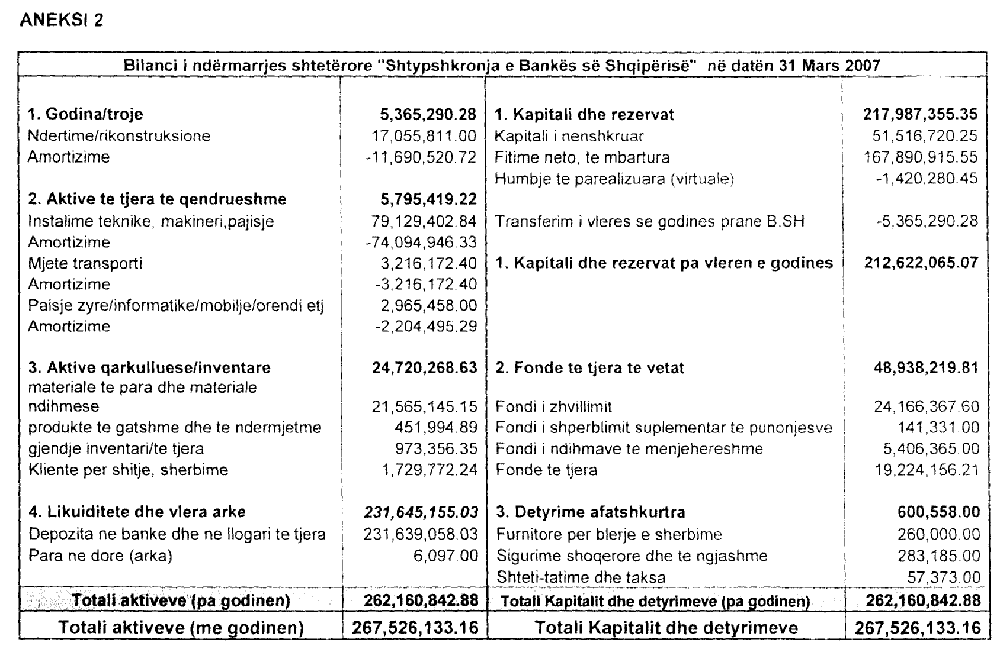 ANEKSI 2
Bilanci i ndërmarrjes shtetërore "Shtypshkronja e Bankës së Shqipërisë" në datën 31 Mars 2007
1. Godina/troje 5,365,290.28 1. Kapitali dhe rezervat 217,987,355.35
Ndertime/rikonstruksione 17,055,811.00 Kapitali i nenshkruar 51,516,720.25
Amortizime -11,690,520.72 Fitime neto, te mbartura 167,890,915.55
Humbje te parealizuara (virtuale) -1,420,280.45
2. Aktive te tjera te qendrueshme 5,795,419.22
Instalime teknike, makineri,pajisje 79,129,402.84 Transferim i vleres se godines prane B.SH -5,365,290.28
Amortizime -74,094,946.33
Mjete transporti 3,216,172.40 1. Kapitali dhe rezervat pa vleren e godines 212,622,065.07
Amortizime -3,216,172.40
Paisje zyre/informatike/mobilje/orendi etj 2,965,458.00
Amortizime -2,204,495.29
3. Aktive qarkulluese/inventare 24,720,268.63 2. Fonde te tjera te vetat 48,938,219.81
materiale te para dhe materiale
ndihmese 21,565,145.15 Fondi i zhvillimit 24,166,367.60
produkte te gatshme dhe te ndermjetme 451,994.89 Fondi i shperblimit suplementar te punonjesve 141,331.00
gjendje inventari/te tjera 973,356.35 Fondi i ndihmave te menjehereshme 5,406,365.00
Kliente per shitje, sherbime 1,729,772.24 Fonde te tjera 19,224,156.21
4. Likuiditete dhe vlera arke 231,645,155.03 3. Detyrime afatshkurtra 600,558.00
Depozita ne banke dhe ne llogari te tjera 231,639,058.03 Furnitore per blerje e sherbime 260,000.00
Para ne dore (arka) 6,097.00 Sigurime shoqerore dhe te ngjashme 283,185.00
Shteti-tatime dhe taksa 57,373.00
Totali aktiveve (pa godinen) 262,160,842.88 Totali Kapitalit dhe detyrimeve (pa godinen) 262,160,842.88
Totali aktiveve (me godinen) 267,526,133.16 Totali Kapitalit dhe detyrimeve 267,526,133.16